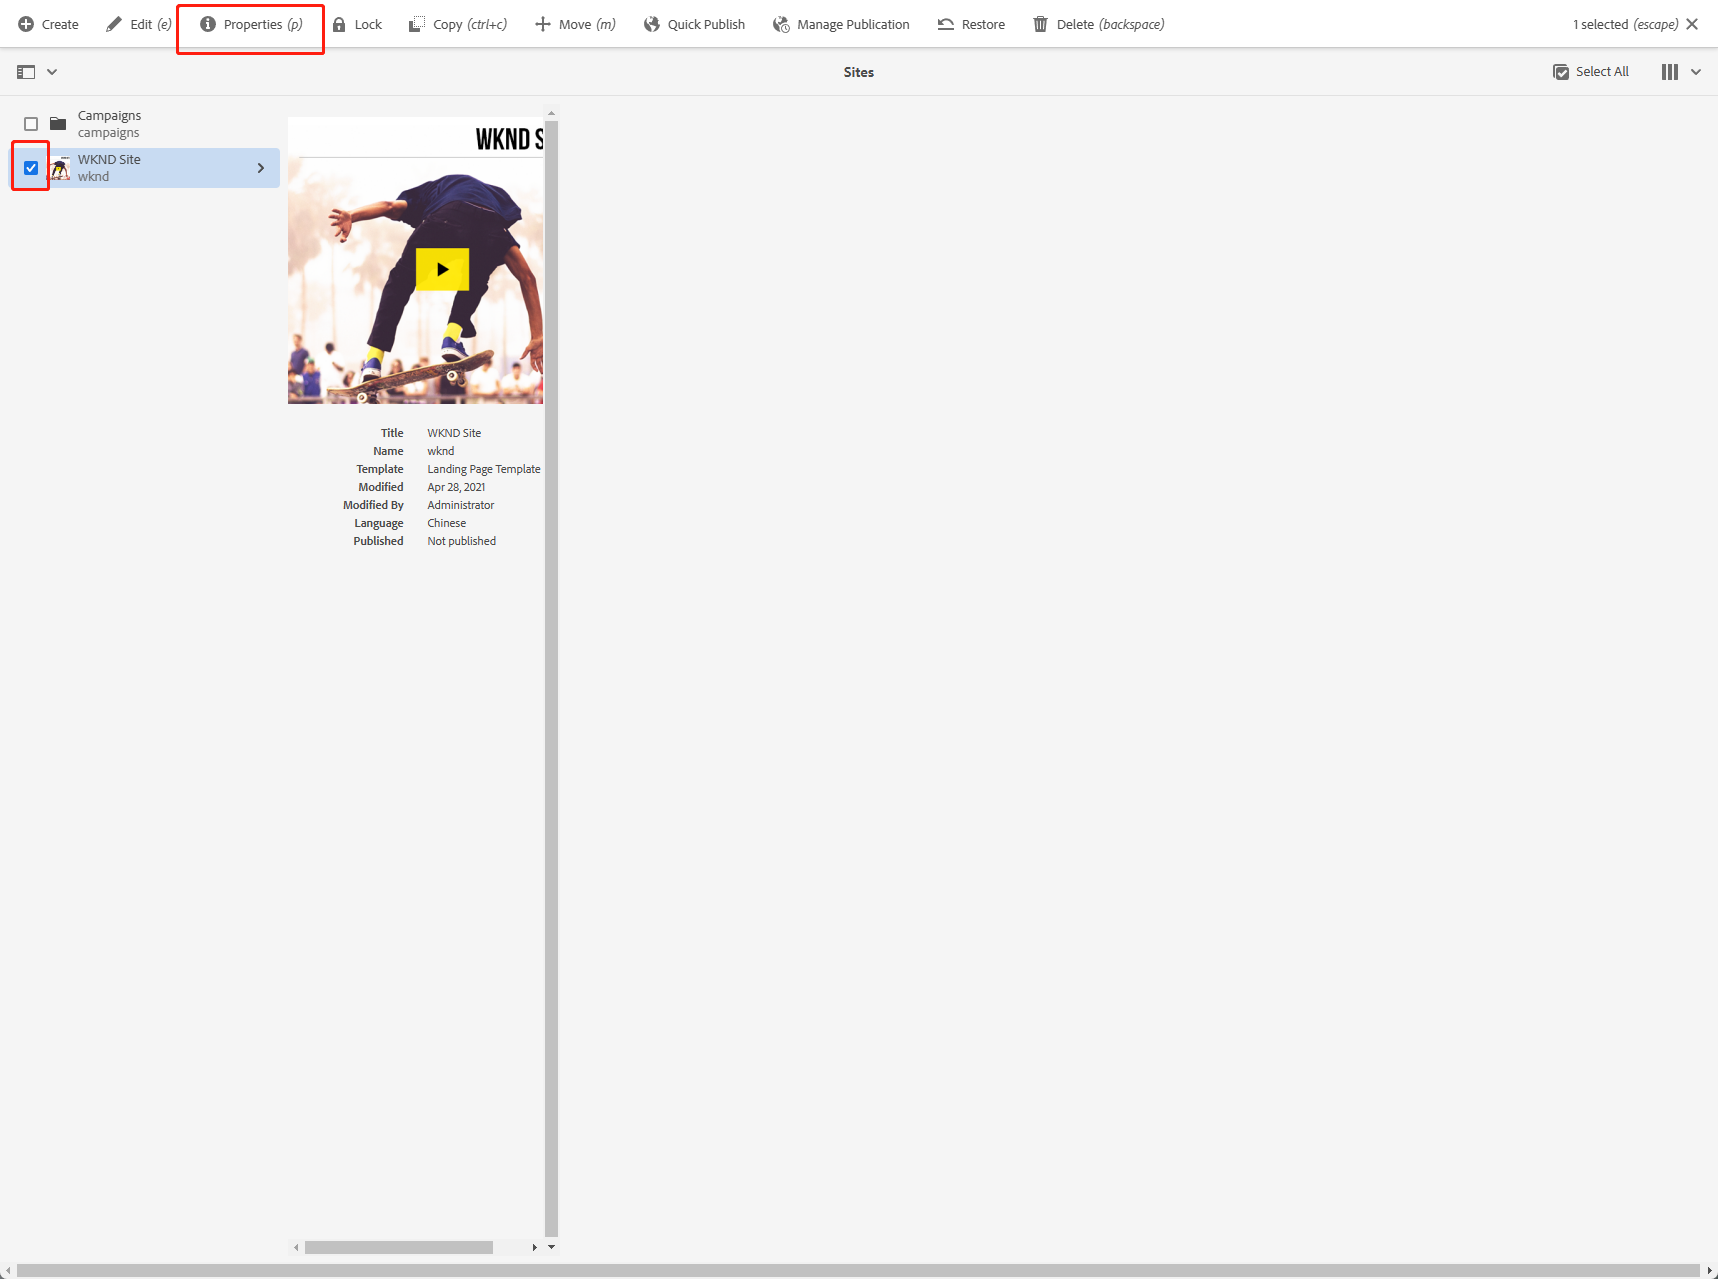 Create Edit (e) Properties (p) Lock Copy (ctrl+c) Move (m) Quick Publish Manage Publication Restore Delete (backspace) 1 selected (escape)
Sites Select All
Campaigns
campaigns
WKND Site
wknd
WKND S
Title WKND Site
Name wknd
Template Landing Page Template
Modified Apr 28, 2021
Modified By Administrator
Language Chinese
Published Not published